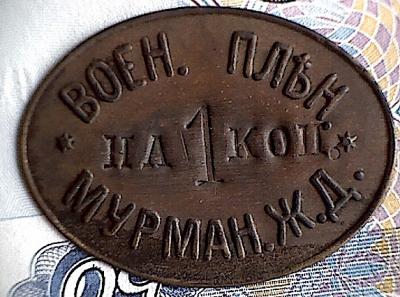 ВОЕН. ПЛѢН
* НА 1 КОП. *
МУРМАН. Ж. Д.